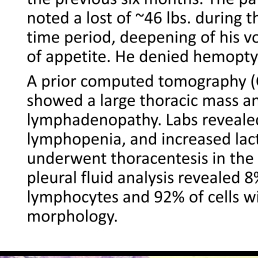 the previous six months. The pa
noted a lost of ~46 lbs. during th
time period, deepening of his vo
of appetite. He denied hemopty
A prior computed tomography (
showed a large thoracic mass an
lymphadenopathy. Labs revealed
lymphopenia, and increased lact
underwent thoracentesis in the
pleural fluid analysis revealed 8%
lymphocytes and 92% of cells wi
morphology.